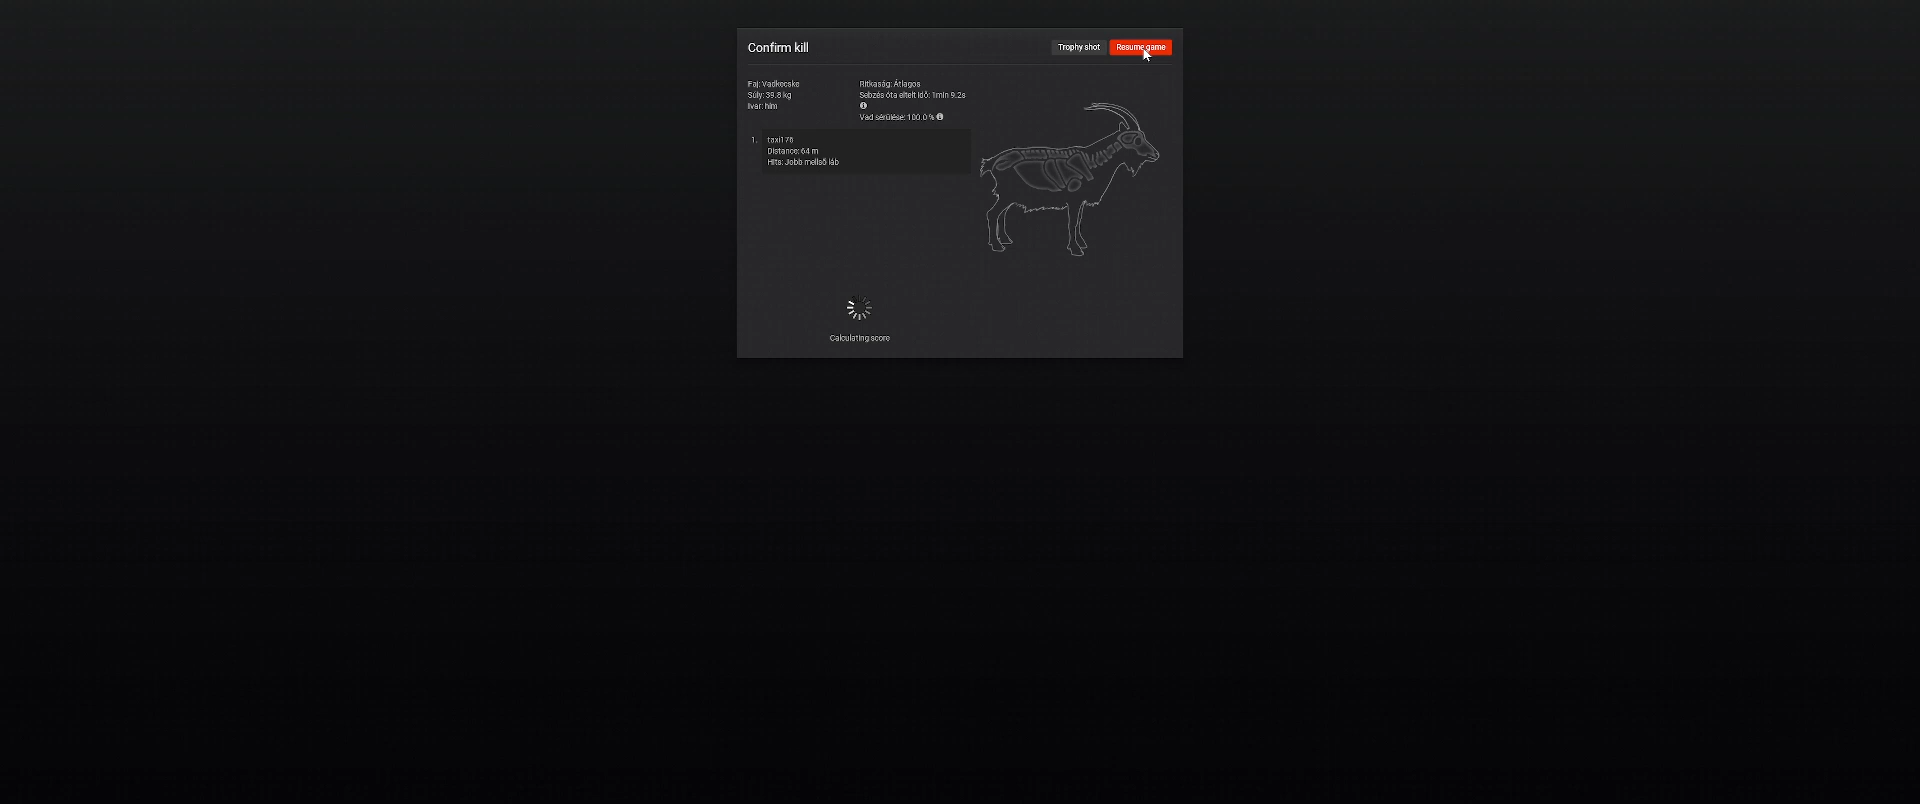 Confirm kill
Trophy shot
Resume game
Faj: Vadkecske
Súly: 39.8 kg
Ivar: hím
Ritkaság: Átlagos
Sebzés óta eltelt idő: 1min 9.2s
Vad sérülése: 100.0 %
1.
taxi176
Distance: 64 m
Hits: Jobb mellső láb
Calculating score